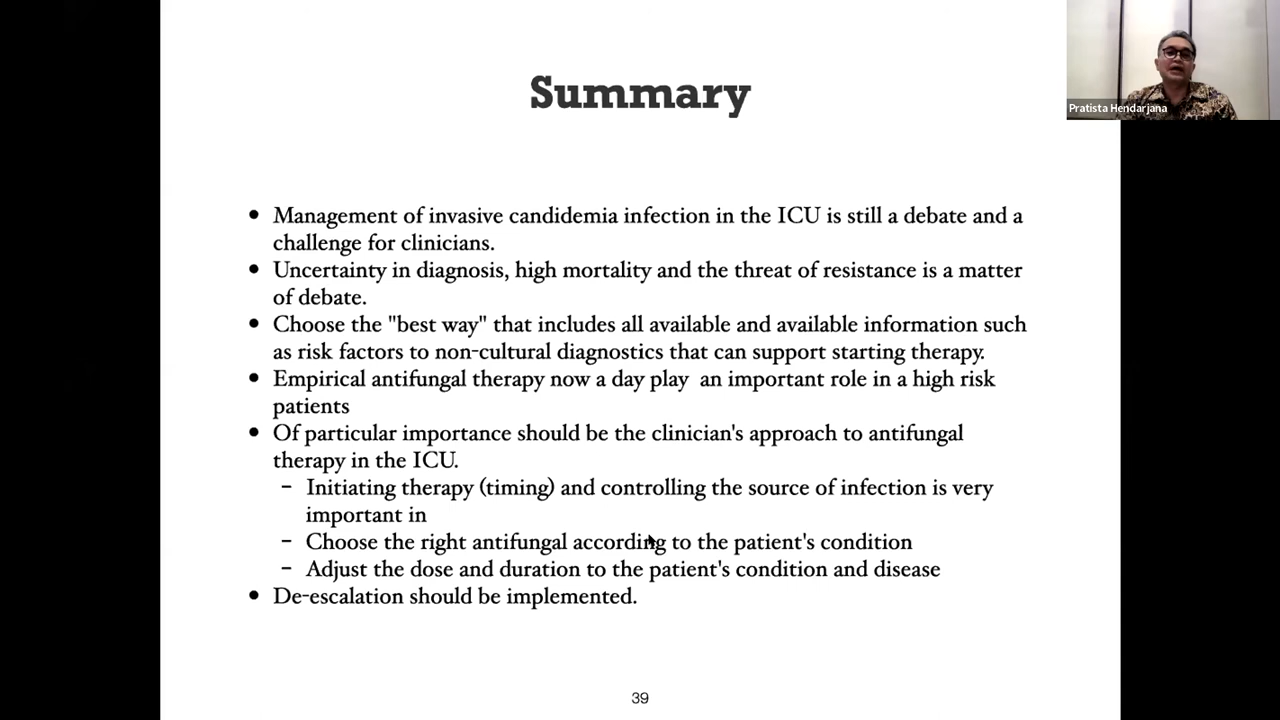 Summary
Pratista Hendarjana
• Management of invasive candidemia infection in the ICU is still a debate and a
challenge for clinicians.
• Uncertainty in diagnosis, high mortality and the threat of resistance is a matter
of debate.
• Choose the "best way" that includes all available and available information such
as risk factors to non-cultural diagnostics that can support starting therapy.
• Empirical antifungal therapy now a day play  an important role in a high risk
patients
• Of particular importance should be the clinician's approach to antifungal
therapy in the ICU.
– Initiating therapy (timing) and controlling the source of infection is very
important in
– Choose the right antifungal according to the patient's condition
– Adjust the dose and duration to the patient's condition and disease
• De-escalation should be implemented.
39